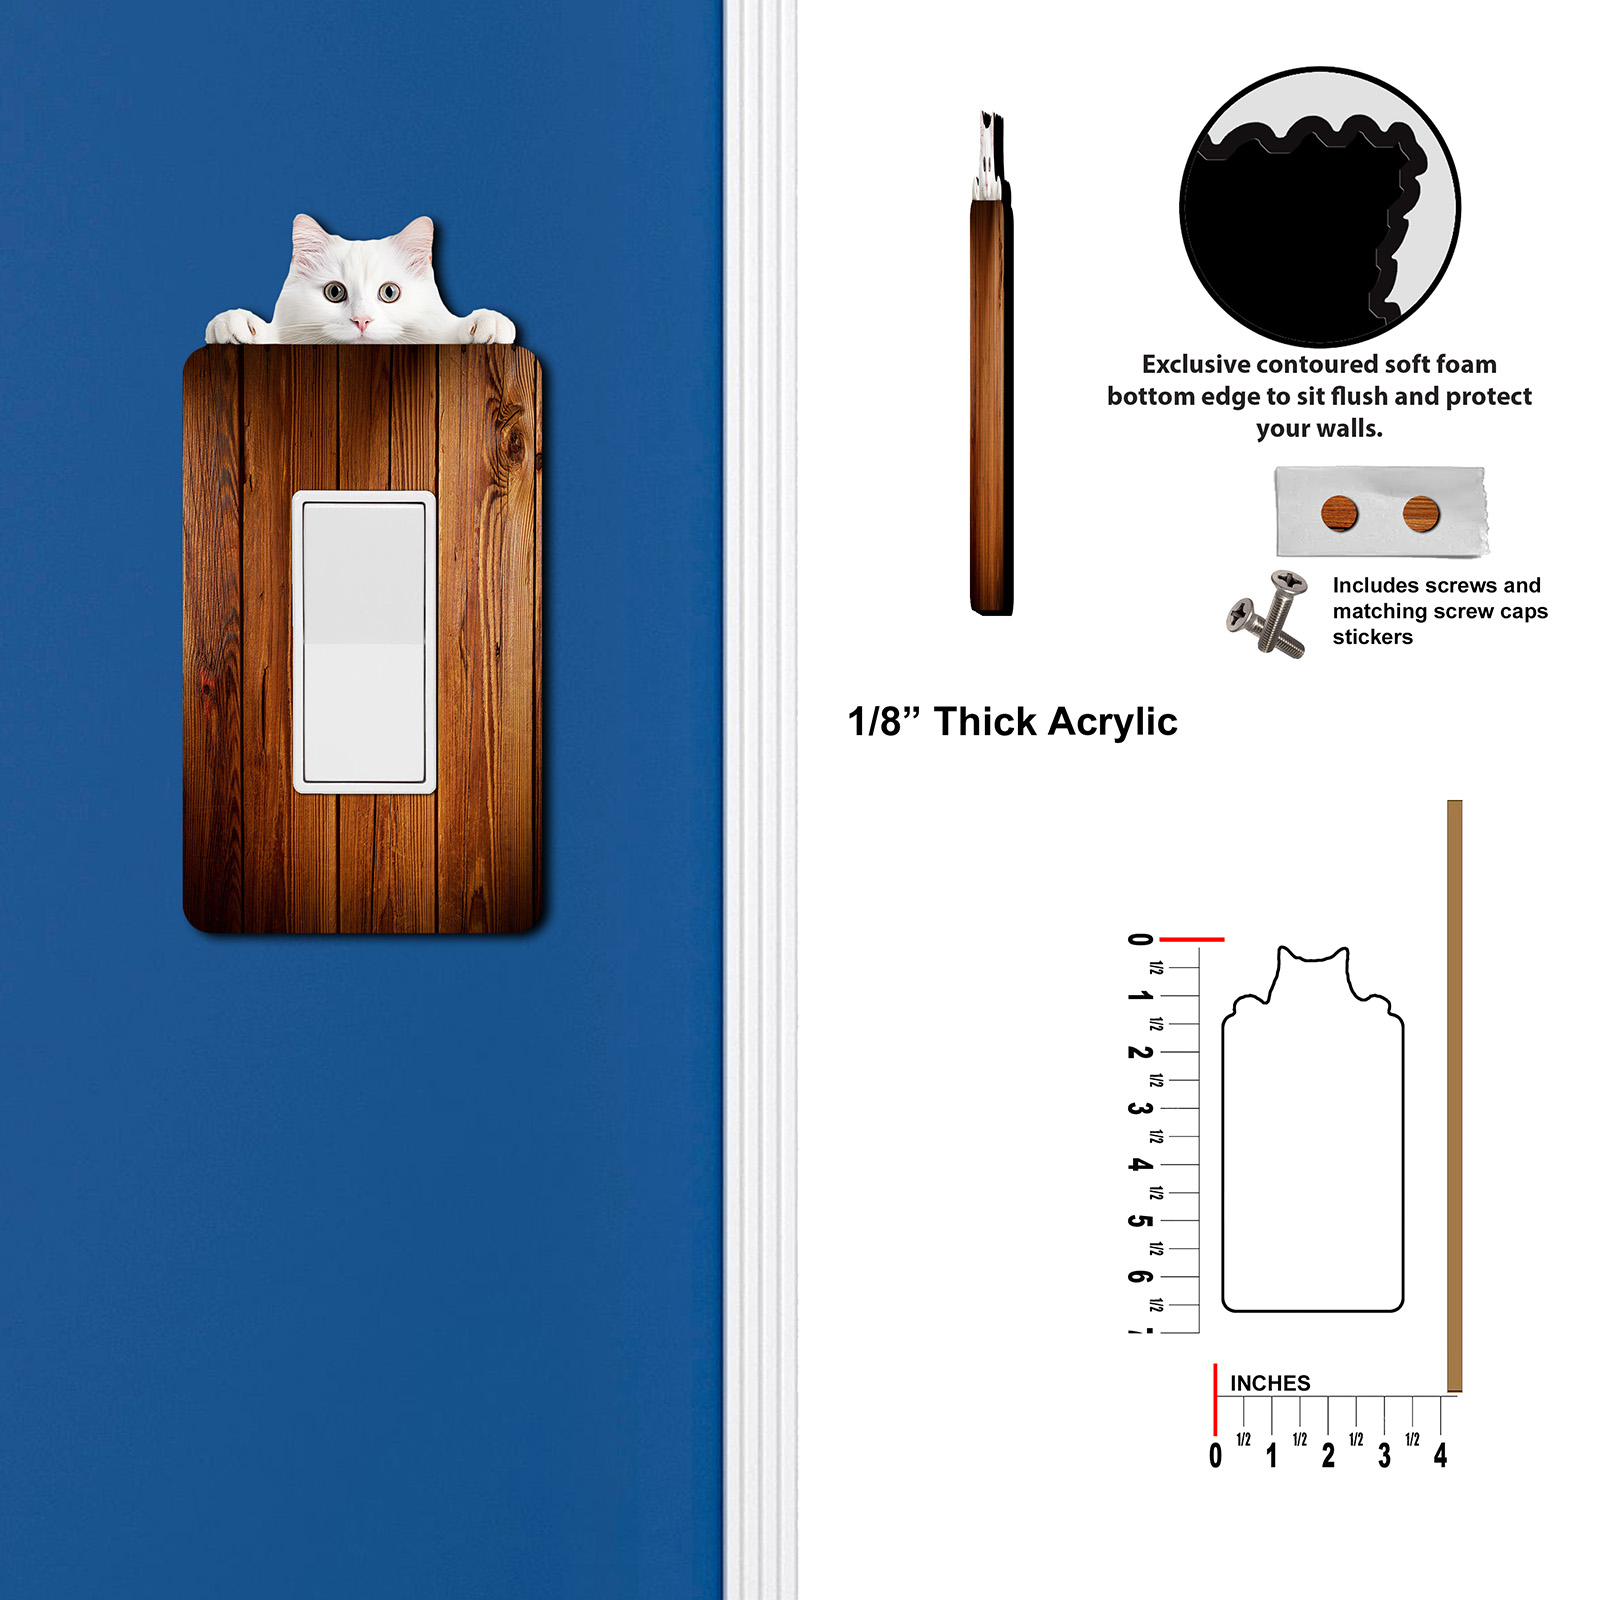 Exclusive contoured soft foam
bottom edge to sit flush and protect
your walls.
Includes screws and
matching screw caps
stickers
1/8” Thick Acrylic
0
1/2
1
1/2
2
1/2
3
1/2
4
1/2
5
1/2
6
1/2
INCHES
0 1/2 1 1/2 2 1/2 3 1/2 4